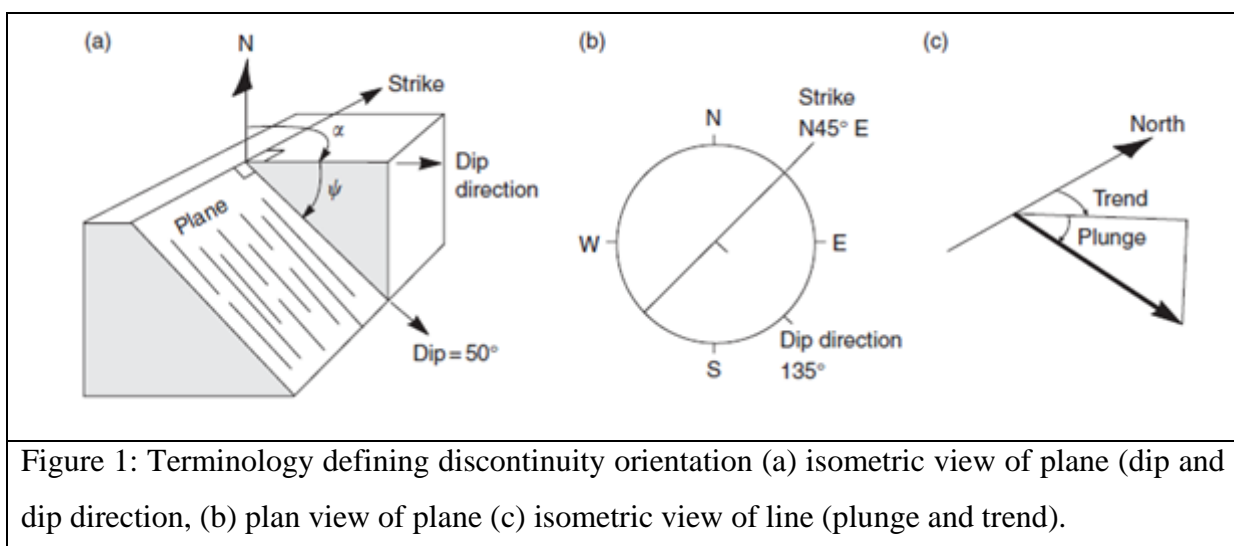 (a)
N
Strike
α
Dip
direction
ψ
Plane
Dip = 50°
(b)
Strike
N45° E
N
W
E
S
Dip direction
135°
(c)
North
Trend
Plunge
Figure 1: Terminology defining discontinuity orientation (a) isometric view of plane (dip and
dip direction, (b) plan view of plane (c) isometric view of line (plunge and trend).